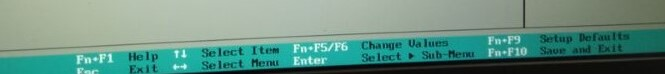 Fn+F1 Help ↑↓ Select Item Fn+F5/F6 Change Values Fn+F9 Setup Defaults
Esc Exit ↔ Select Menu Enter Select ▶ Sub-Menu Fn+F10 Save and Exit